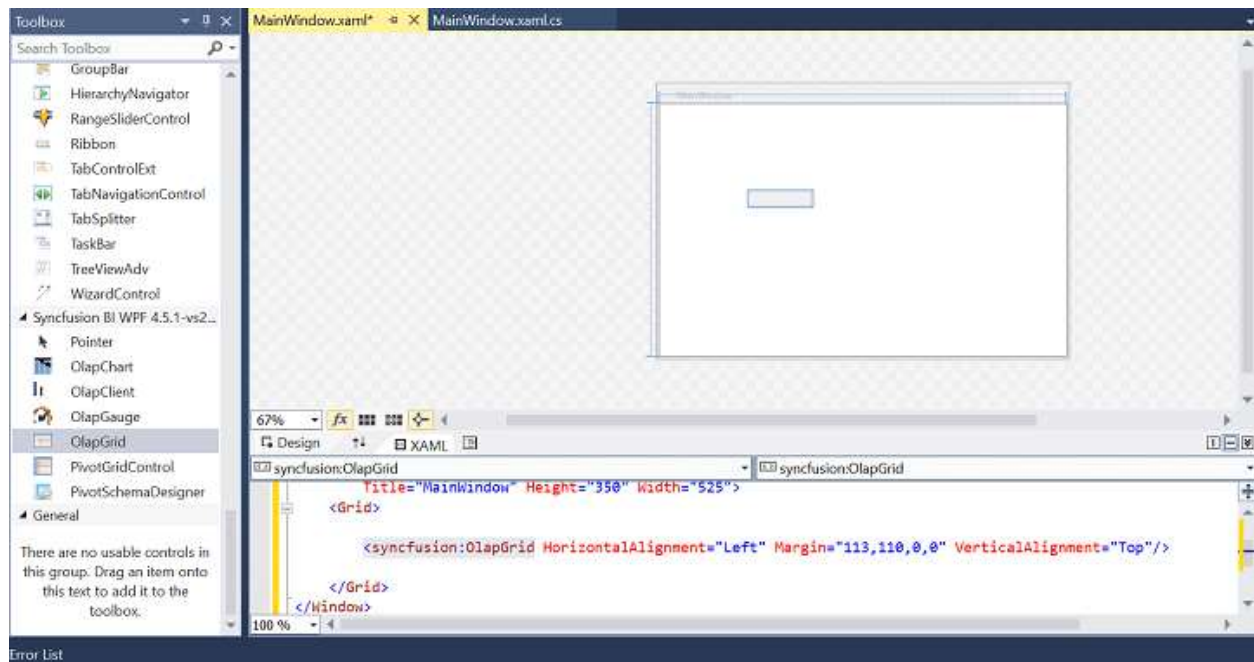 Toolbox
MainWindow.xaml*
MainWindow.xaml.cs
Search Toolbox
GroupBar
HierarchyNavigator
RangeSliderControl
Ribbon
TabControlExt
TabNavigationControl
TabSplitter
TaskBar
TreeViewAdv
WizardControl
Syncfusion BI WPF 4.5.1-vs2...
Pointer
OlapChart
OlapClient
OlapGauge
OlapGrid
PivotGridControl
PivotSchemaDesigner
General
There are no usable controls in
this group. Drag an item onto
this text to add it to the
toolbox.
MainWindow
67%
fx
Design
XAML
syncfusion:OlapGrid
syncfusion:OlapGrid
Title="MainWindow" Height="350" Width="525">
<Grid>
<syncfusion:OlapGrid HorizontalAlignment="Left" Margin="113,110,0,0" VerticalAlignment="Top"/>
</Grid>
</Window>
100 %
Error List